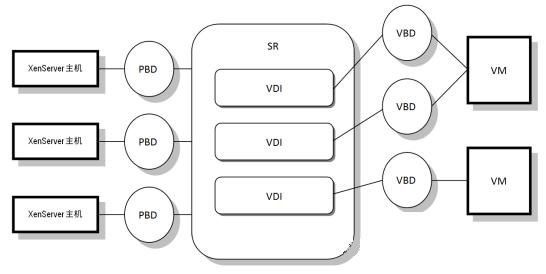 SR
VBD
XenServer主机
PBD
VDI
VM
VBD
XenServer主机
PBD
VDI
VBD
XenServer主机
PBD
VDI
VM